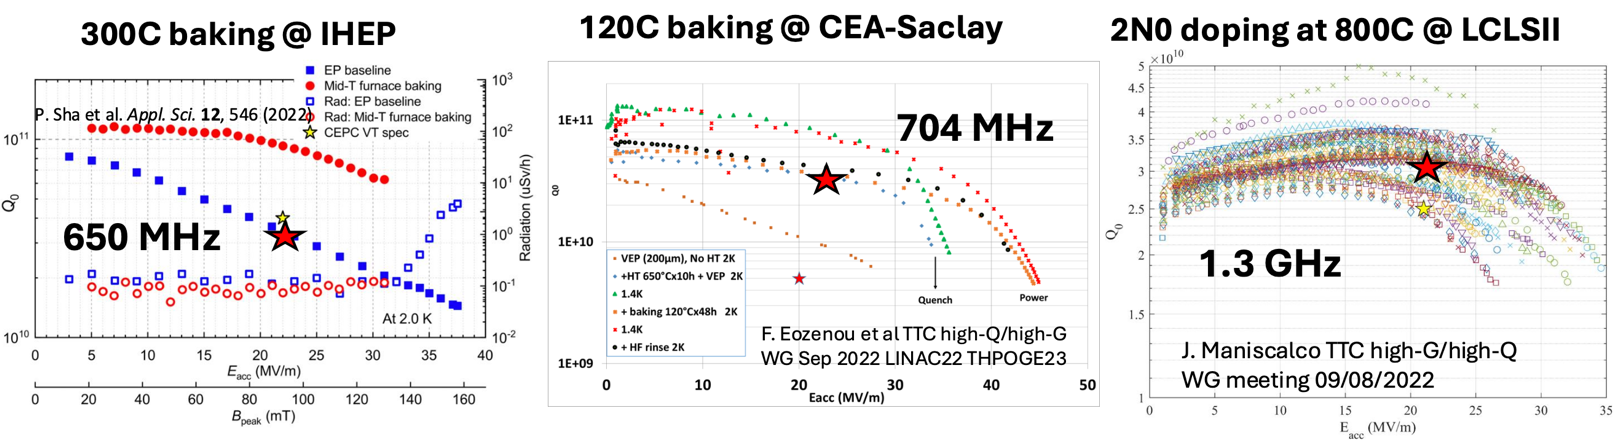 300C baking @ IHEP
EP baseline
Mid-T furnace baking
Rad: EP baseline
Rad: Mid-T furnace baking
CEPC VT spec
P. Sha et al. Appl. Sci. 12, 546 (2022)
10¹¹
10¹⁰
Q₀
650 MHz
At 2.0 K
10³
10²
10¹
10⁰
10⁻¹
10⁻²
Radiation (uSv/h)
0 5 10 15 20 25 30 35 40
Eacc (MV/m)
0 20 40 60 80 100 120 140 160
Bpeak (mT)
120C baking @ CEA-Saclay
704 MHz
1E+11
1E+10
1E+09
Q0
VEP (200µm), No HT 2K
+HT 650°Cx10h + VEP 2K
1.4K
+ baking 120°Cx48h 2K
1.4K
+ HF rinse 2K
Quench
Power
F. Eozenou et al TTC high-Q/high-G
WG Sep 2022 LINAC22 THPOGE23
0 10 20 30 40 50
Eacc (MV/m)
2N0 doping at 800C @ LCLSII
×10¹⁰
5
4.5
4
3.5
3
2.5
2
1.5
1
Q₀
1.3 GHz
J. Maniscalco TTC high-G/high-Q
WG meeting 09/08/2022
0 5 10 15 20 25 30 35
Eacc (MV/m)